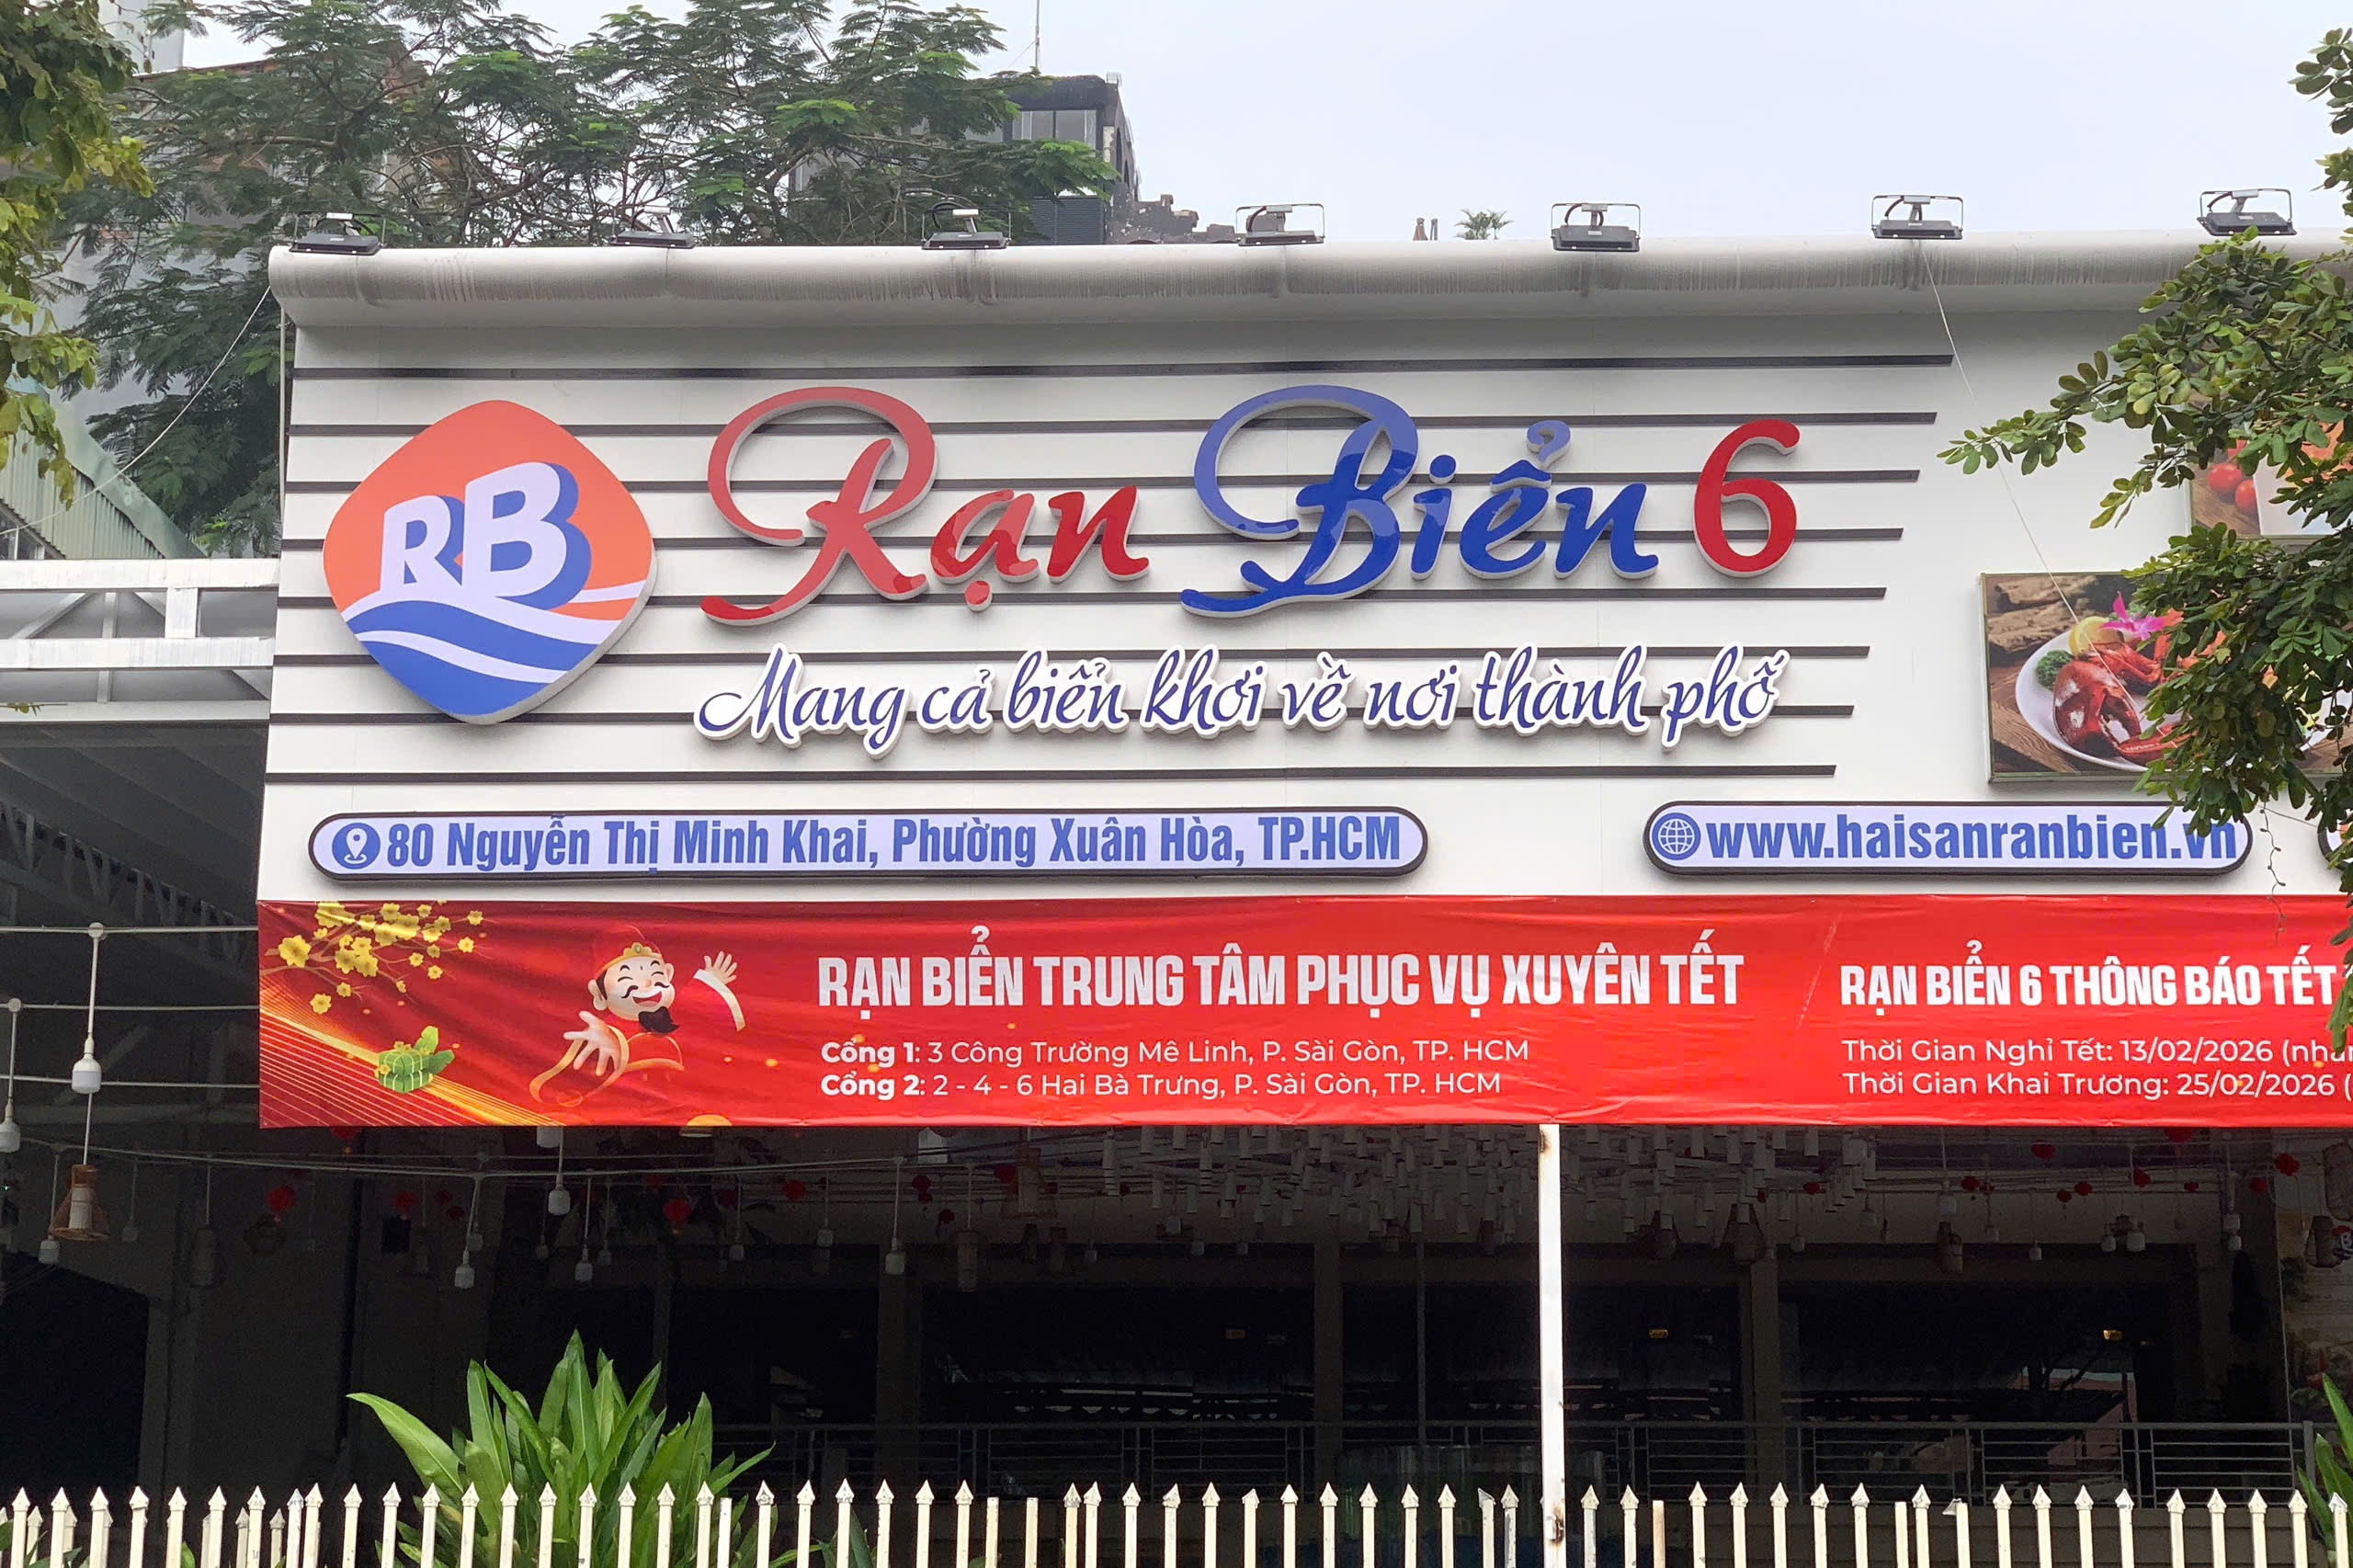 RB
Rạn Biển 6
Mang cả biển khơi về nơi thành phố
80 Nguyễn Thị Minh Khai, Phường Xuân Hòa, TP.HCM
www.haisanranbien.vn
RẠN BIỂN TRUNG TÂM PHỤC VỤ XUYÊN TẾT
Cổng 1: 3 Công Trường Mê Linh, P. Sài Gòn, TP. HCM
Cổng 2: 2 - 4 - 6 Hai Bà Trưng, P. Sài Gòn, TP. HCM
RẠN BIỂN 6 THÔNG BÁO TẾT
Thời Gian Nghỉ Tết: 13/02/2026
Thời Gian Khai Trương: 25/02/2026